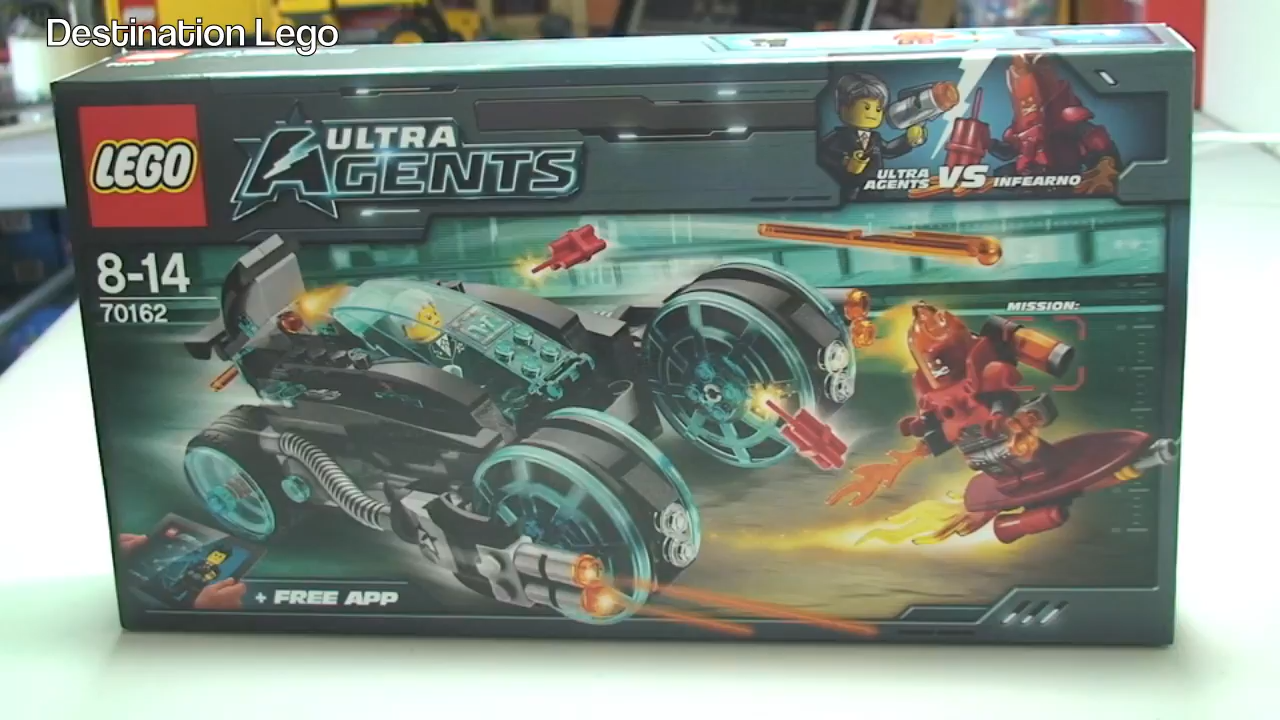 Destination Lego
LEGO
ULTRA
AGENTS
ULTRA
AGENTS VS INFEARNO
8-14
70162
MISSION:
+ FREE APP